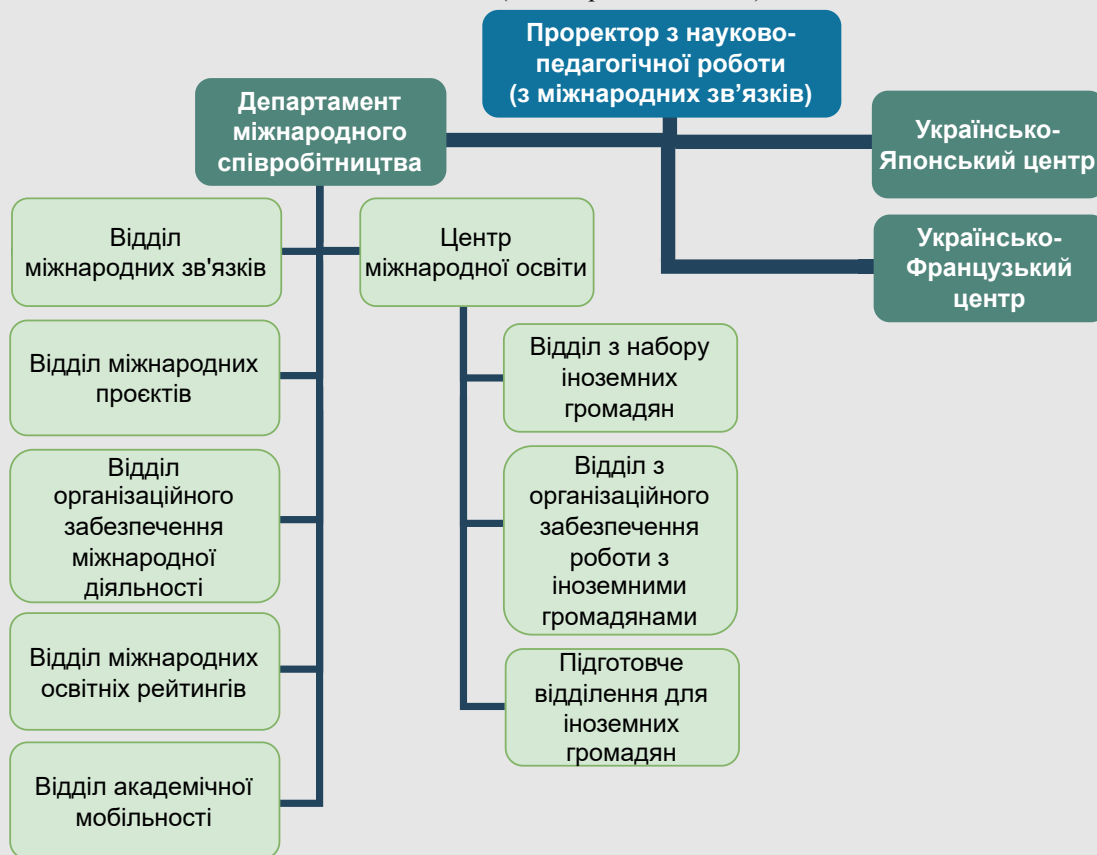 Проректор з науково-
педагогічної роботи
(з міжнародних зв’язків)
Департамент
міжнародного
співробітництва
Українсько-
Японський центр
Українсько-
Французький
центр
Відділ
міжнародних зв'язків
Центр
міжнародної освіти
Відділ міжнародних
проєктів
Відділ
організаційного
забезпечення
міжнародної
діяльності
Відділ міжнародних
освітніх рейтингів
Відділ академічної
мобільності
Відділ з набору
іноземних
громадян
Відділ з
організаційного
забезпечення
роботи з
іноземними
громадянами
Підготовче
відділення для
іноземних
громадян